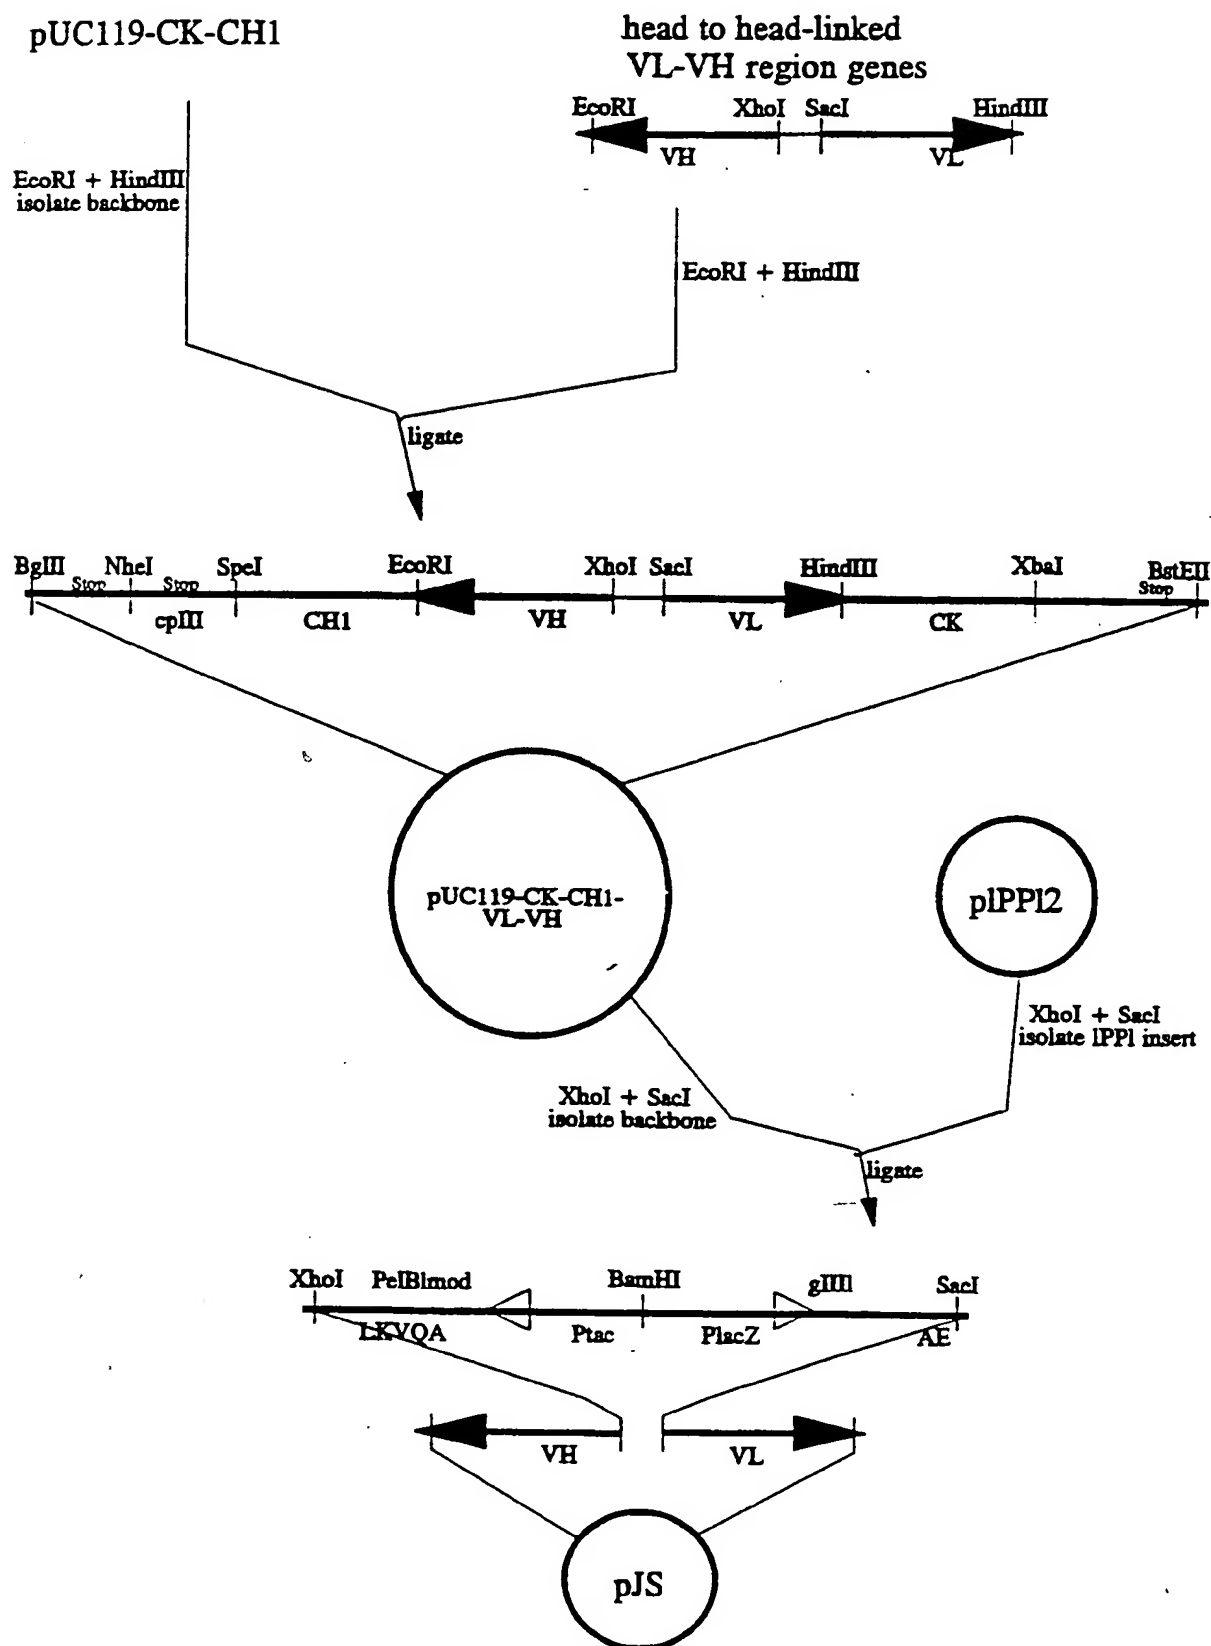 pUC119-CK-CH1
head to head-linked
VL-VH region genes
EcoRI XhoI SacI HindIII
VH VL
EcoRI + HindIII
isolate backbone
EcoRI + HindIII
ligate
BglII NheI SpeI EcoRI XhoI SacI HindIII XbaI BstEII
Stop Stop Stop
cpIII CH1 VH VL CK
pUC119-CK-CH1-
VL-VH
pIPPI2
XhoI + SacI
isolate IPPI insert
XhoI + SacI
isolate backbone
ligate
XhoI PelBlmod BamHI gIIII SacI
LKVQA Ptac PlacZ AE
VH VL
pJS